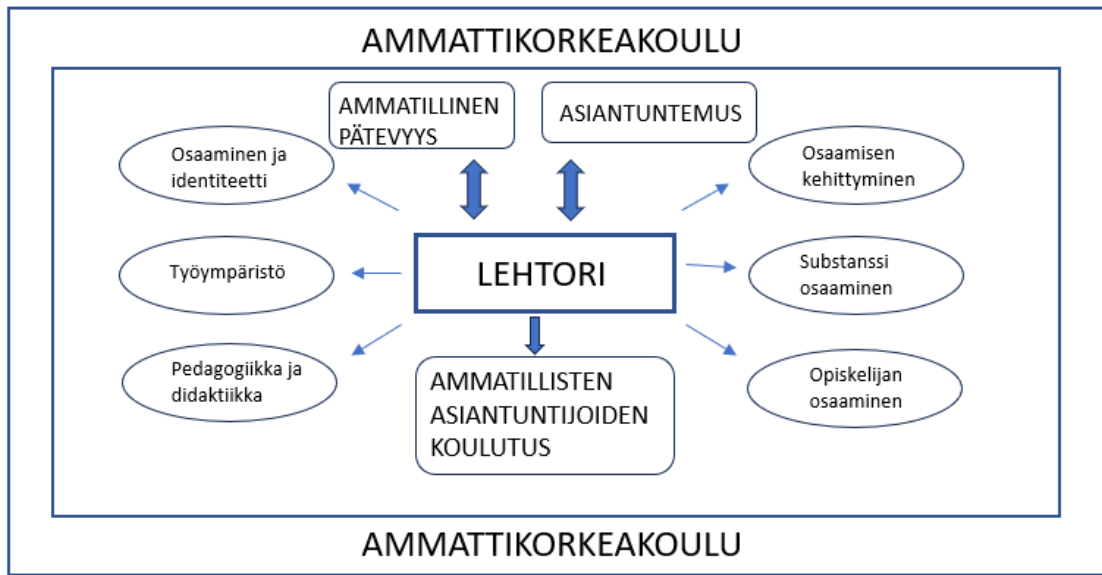 AMMATTIKORKEAKOULU
AMMATILLINEN
PÄTEVYYS
ASIANTUNTEMUS
Osaaminen ja
identiteetti
Osaamisen
kehittyminen
Työympäristö
LEHTORI
Substanssi
osaaminen
Pedagogiikka ja
didaktiikka
AMMATILLISTEN
ASIANTUNTIJOIDEN
KOULUTUS
Opiskelijan
osaaminen
AMMATTIKORKEAKOULU